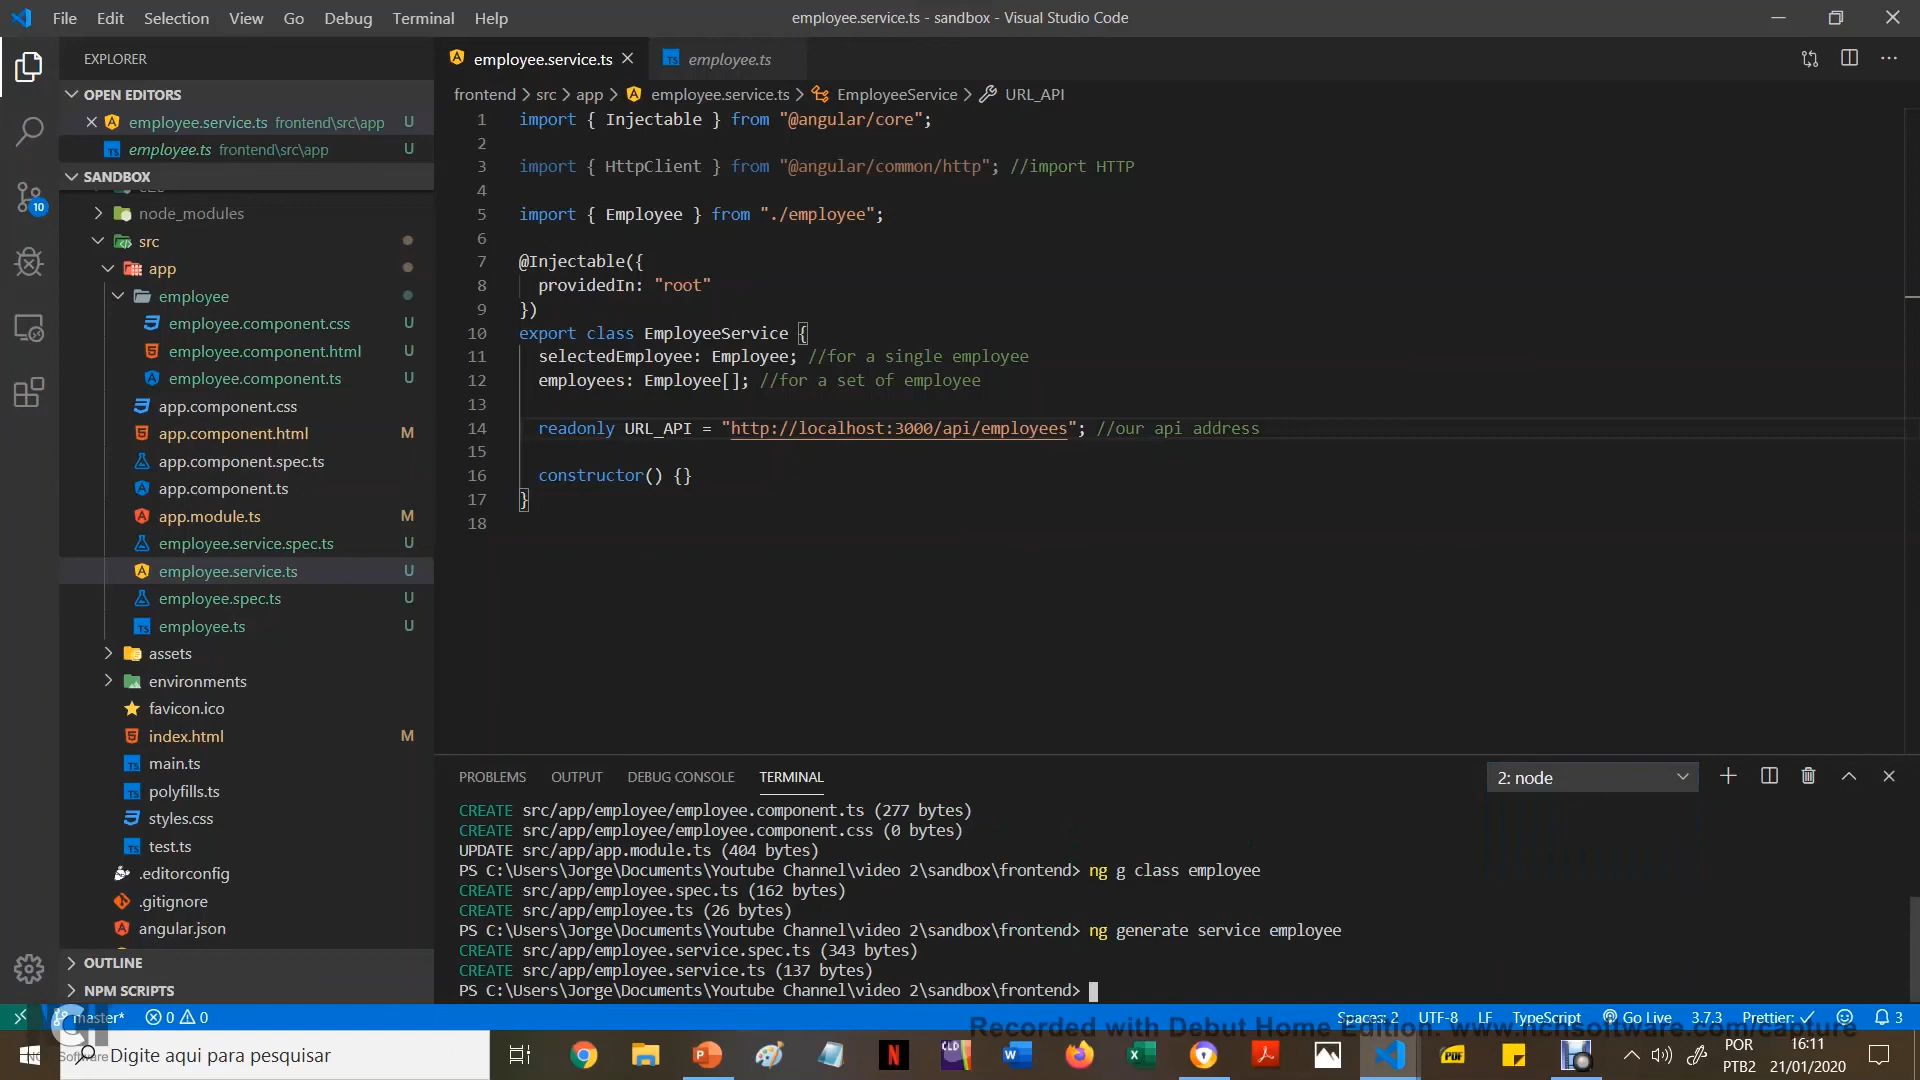 File Edit Selection View Go Debug Terminal Help
employee.service.ts - sandbox - Visual Studio Code
EXPLORER
OPEN EDITORS
employee.service.ts frontend\src\app U
employee.ts frontend\src\app U
SANDBOX
node_modules
src
app
employee
employee.component.css U
employee.component.html U
employee.component.ts U
app.component.css
app.component.html M
app.component.spec.ts
app.component.ts
app.module.ts M
employee.service.spec.ts U
employee.service.ts U
employee.spec.ts U
employee.ts U
assets
environments
favicon.ico
index.html M
main.ts
polyfills.ts
styles.css
test.ts
.editorconfig
.gitignore
angular.json
OUTLINE
NPM SCRIPTS
10
employee.service.ts employee.ts
frontend > src > app > employee.service.ts > EmployeeService > URL_API
1 import { Injectable } from "@angular/core";
2
3 import { HttpClient } from "@angular/common/http"; //import HTTP
4
5 import { Employee } from "./employee";
6
7 @Injectable({
8 providedIn: "root"
9 })
10 export class EmployeeService {
11 selectedEmployee: Employee; //for a single employee
12 employees: Employee[]; //for a set of employee
13
14 readonly URL_API = "http://localhost:3000/api/employees"; //our api address
15
16 constructor() {}
17 }
18
PROBLEMS OUTPUT DEBUG CONSOLE TERMINAL
2: node
CREATE src/app/employee/employee.component.ts (277 bytes)
CREATE src/app/employee/employee.component.css (0 bytes)
UPDATE src/app/app.module.ts (404 bytes)
PS C:\Users\Jorge\Documents\Youtube Channel\video 2\sandbox\frontend> ng g class employee
CREATE src/app/employee.spec.ts (162 bytes)
CREATE src/app/employee.ts (26 bytes)
PS C:\Users\Jorge\Documents\Youtube Channel\video 2\sandbox\frontend> ng generate service employee
CREATE src/app/employee.service.spec.ts (343 bytes)
CREATE src/app/employee.service.ts (137 bytes)
PS C:\Users\Jorge\Documents\Youtube Channel\video 2\sandbox\frontend>
master* 0 0
Spaces: 2 UTF-8 LF TypeScript Go Live 3.7.3 Prettier: ✓ 3
Recorded with Debut Home Edition. www.nchsoftware.com/capture
Digite aqui para pesquisar
POR
PTB2
16:11
21/01/2020